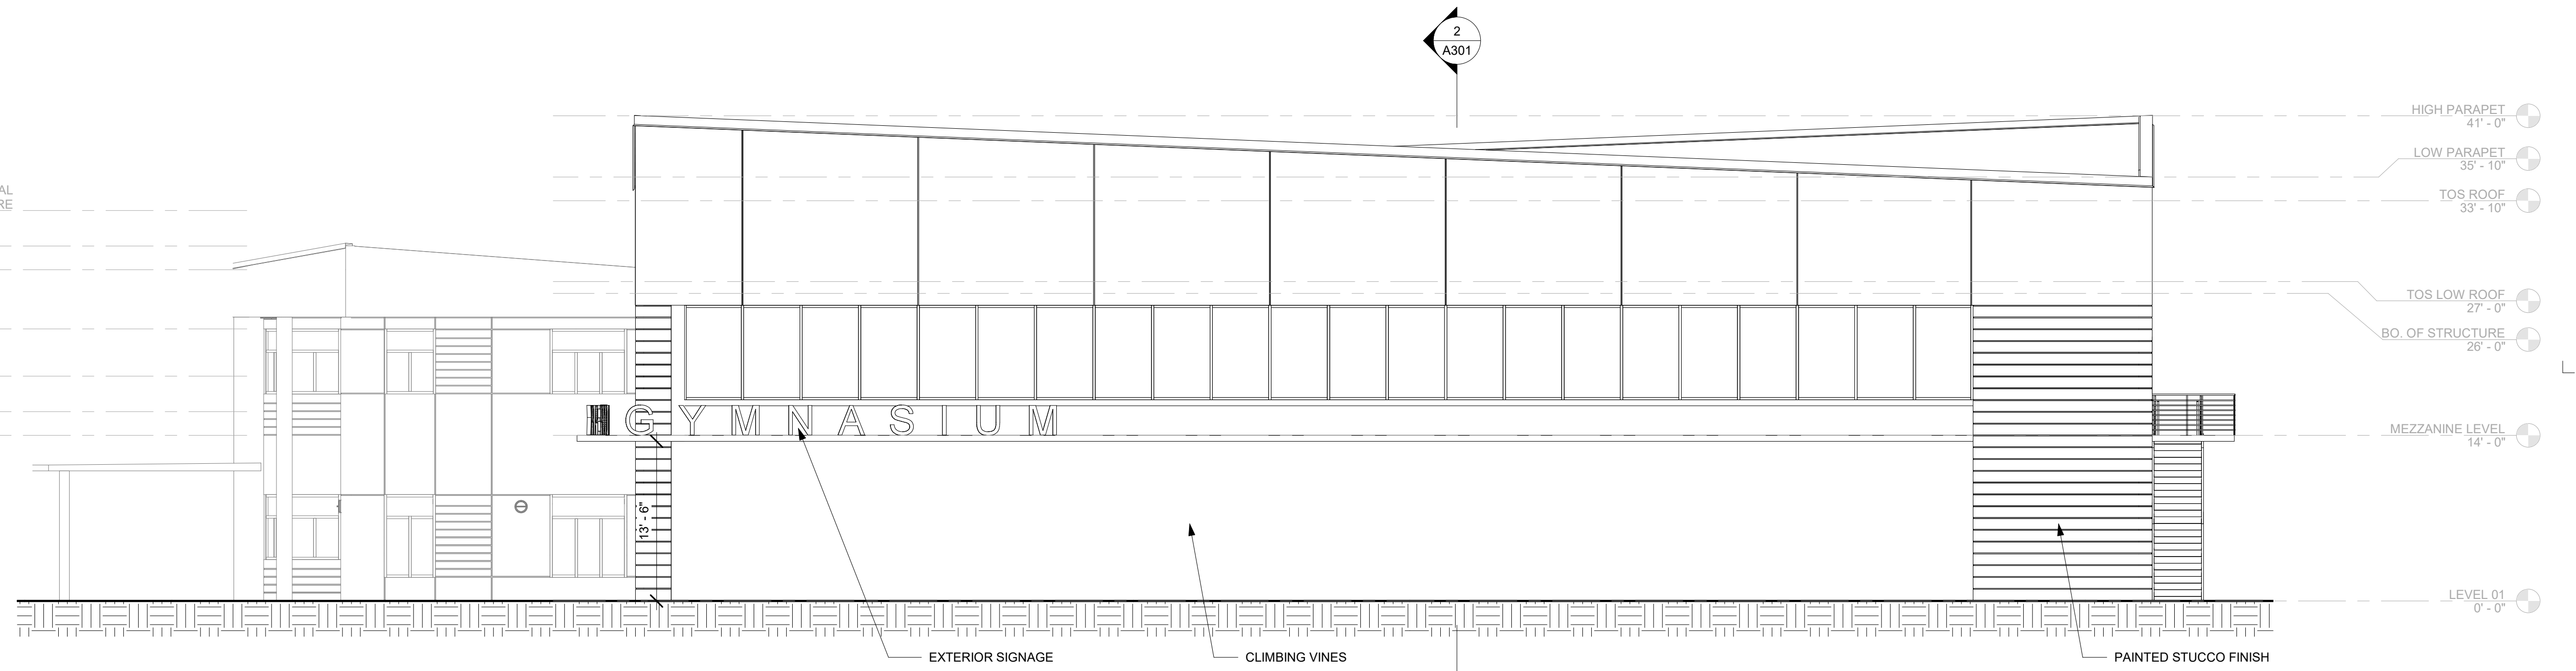 2
A301
HIGH PARAPET
41' - 0"
LOW PARAPET
35' - 10"
AL
RE
TOS ROOF
33' - 10"
TOS LOW ROOF
27' - 0"
BO. OF STRUCTURE
26' - 0"
GYMNASIUM
MEZZANINE LEVEL
14' - 0"
13' - 6"
LEVEL 01
0' - 0"
EXTERIOR SIGNAGE
CLIMBING VINES
PAINTED STUCCO FINISH